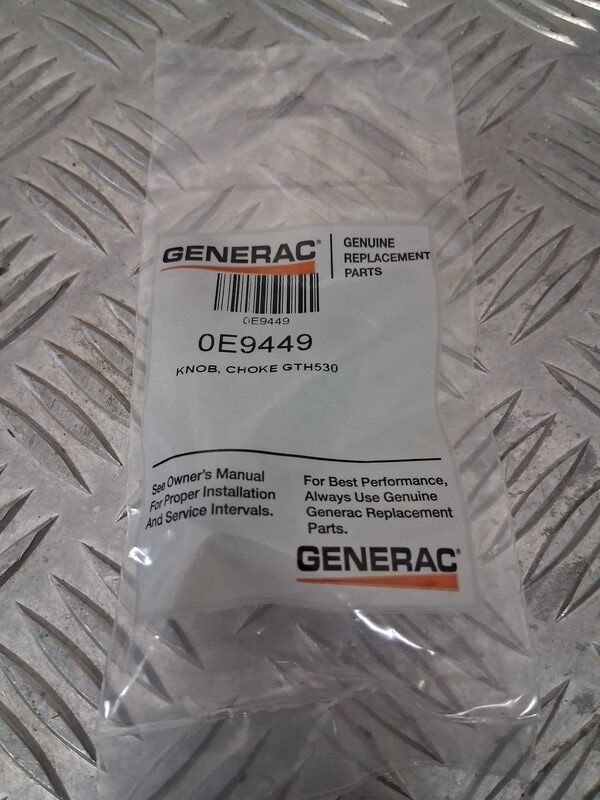 GENERAC®
GENUINE
REPLACEMENT
PARTS
0E9449
0E9449
KNOB, CHOKE GTH530
See Owner's Manual
For Proper Installation
And Service Intervals.
For Best Performance,
Always Use Genuine
Generac Replacement
Parts.
GENERAC®